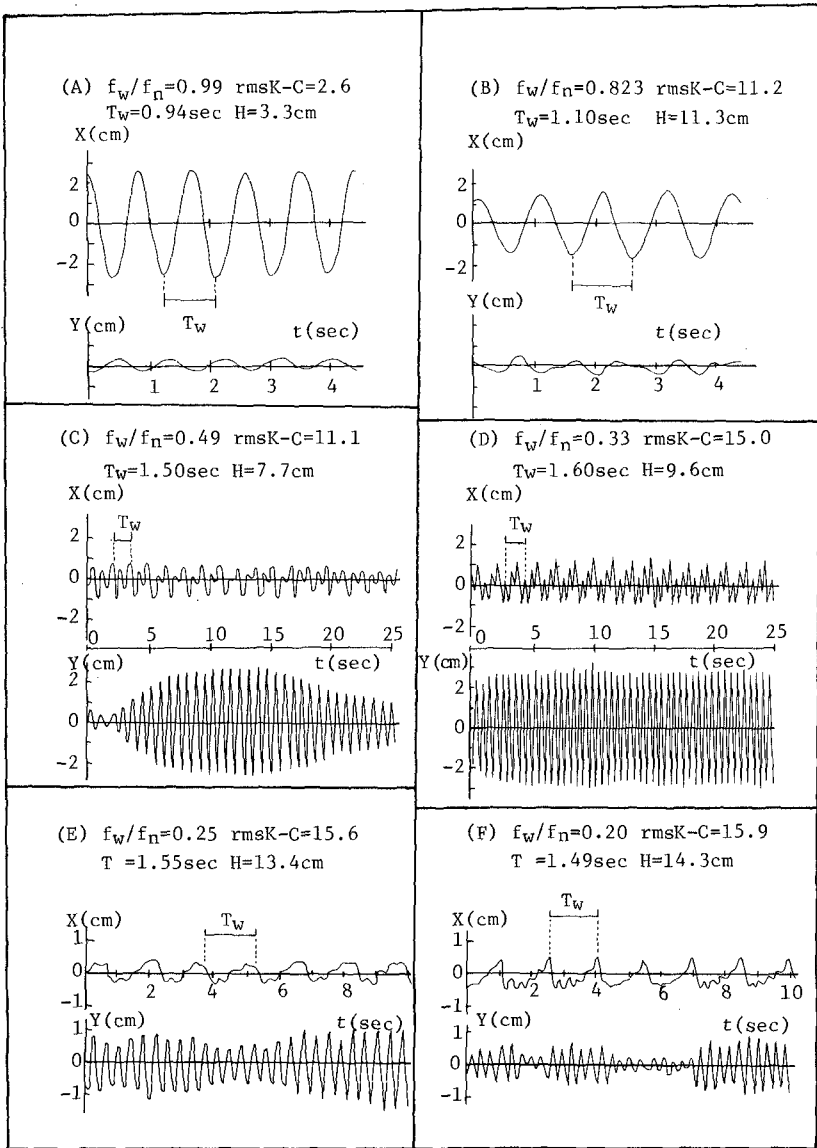 (A) fw/fn=0.99 rmsK-C=2.6
Tw=0.94sec H=3.3cm
X(cm)
2
0
-2
Tw
Y(cm)
t(sec)
1 2 3 4
(B) fw/fn=0.823 rmsK-C=11.2
Tw=1.10sec H=11.3cm
X(cm)
2
0
-2
Tw
Y(cm)
t(sec)
1 2 3 4
(C) fw/fn=0.49 rmsK-C=11.1
Tw=1.50sec H=7.7cm
X(cm)
Tw
2
0
-2
0 5 10 15 20 25
Y(cm)
t(sec)
2
0
-2
(D) fw/fn=0.33 rmsK-C=15.0
Tw=1.60sec H=9.6cm
X(cm)
Tw
2
0
-2
0 5 10 15 20 25
Y(cm)
t(sec)
2
0
-2
(E) fw/fn=0.25 rmsK-C=15.6
T =1.55sec H=13.4cm
X(cm)
Tw
1
0
-1
2 4 6 8
Y(cm)
t(sec)
1
0
-1
(F) fw/fn=0.20 rmsK-C=15.9
T =1.49sec H=14.3cm
X(cm)
Tw
1
0
-1
2 4 6 8 10
Y(cm)
t(sec)
1
0
-1